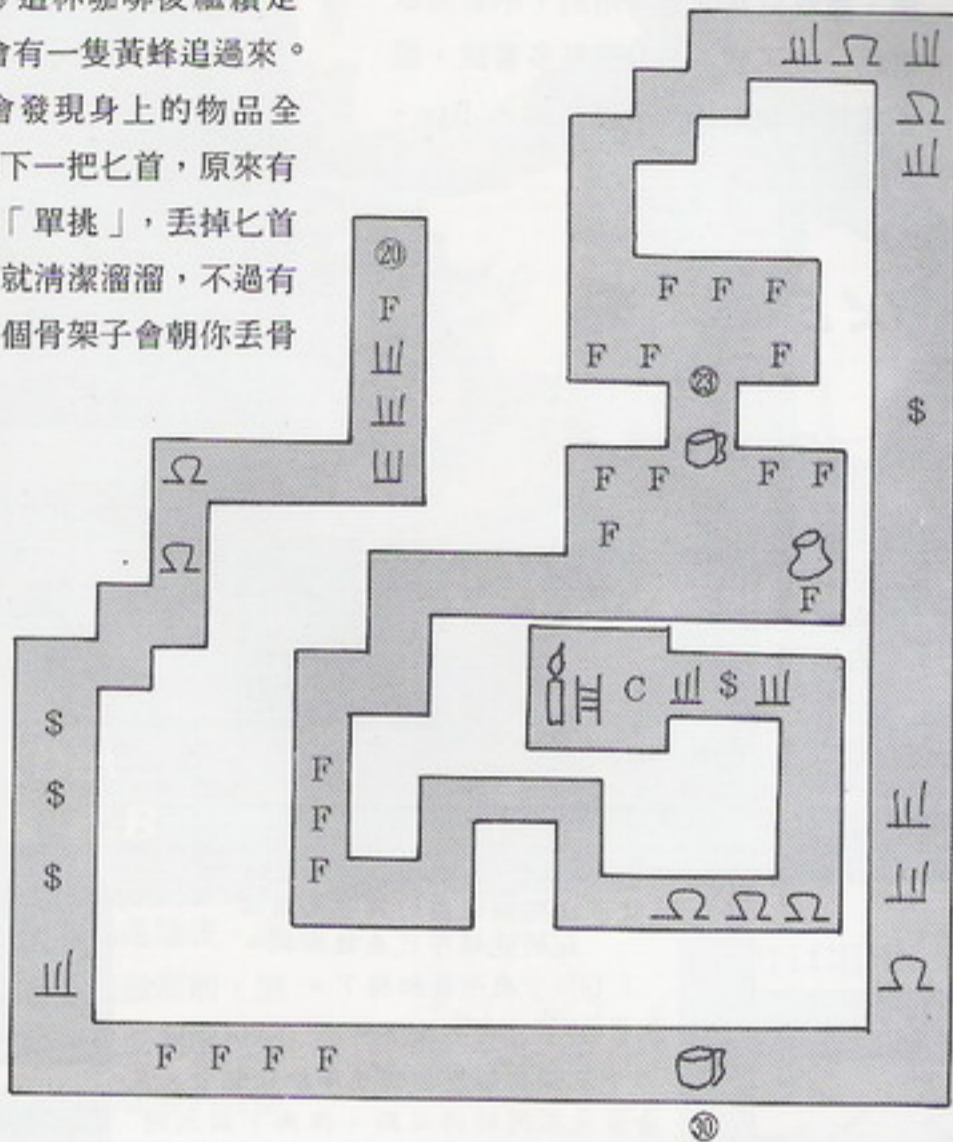 這杯咖啡後繼續走
會有一隻黃蜂追過來。
會發現身上的物品全
下一把匕首，原來有
「單挑」，丟掉匕首
就清潔溜溜，不過有
個骨架子會朝你丟骨
⑳
F
F F F
F F F
㉓
$
F F F F
F
F
C $
$
$
$
F
F
F
F F F F
㉚